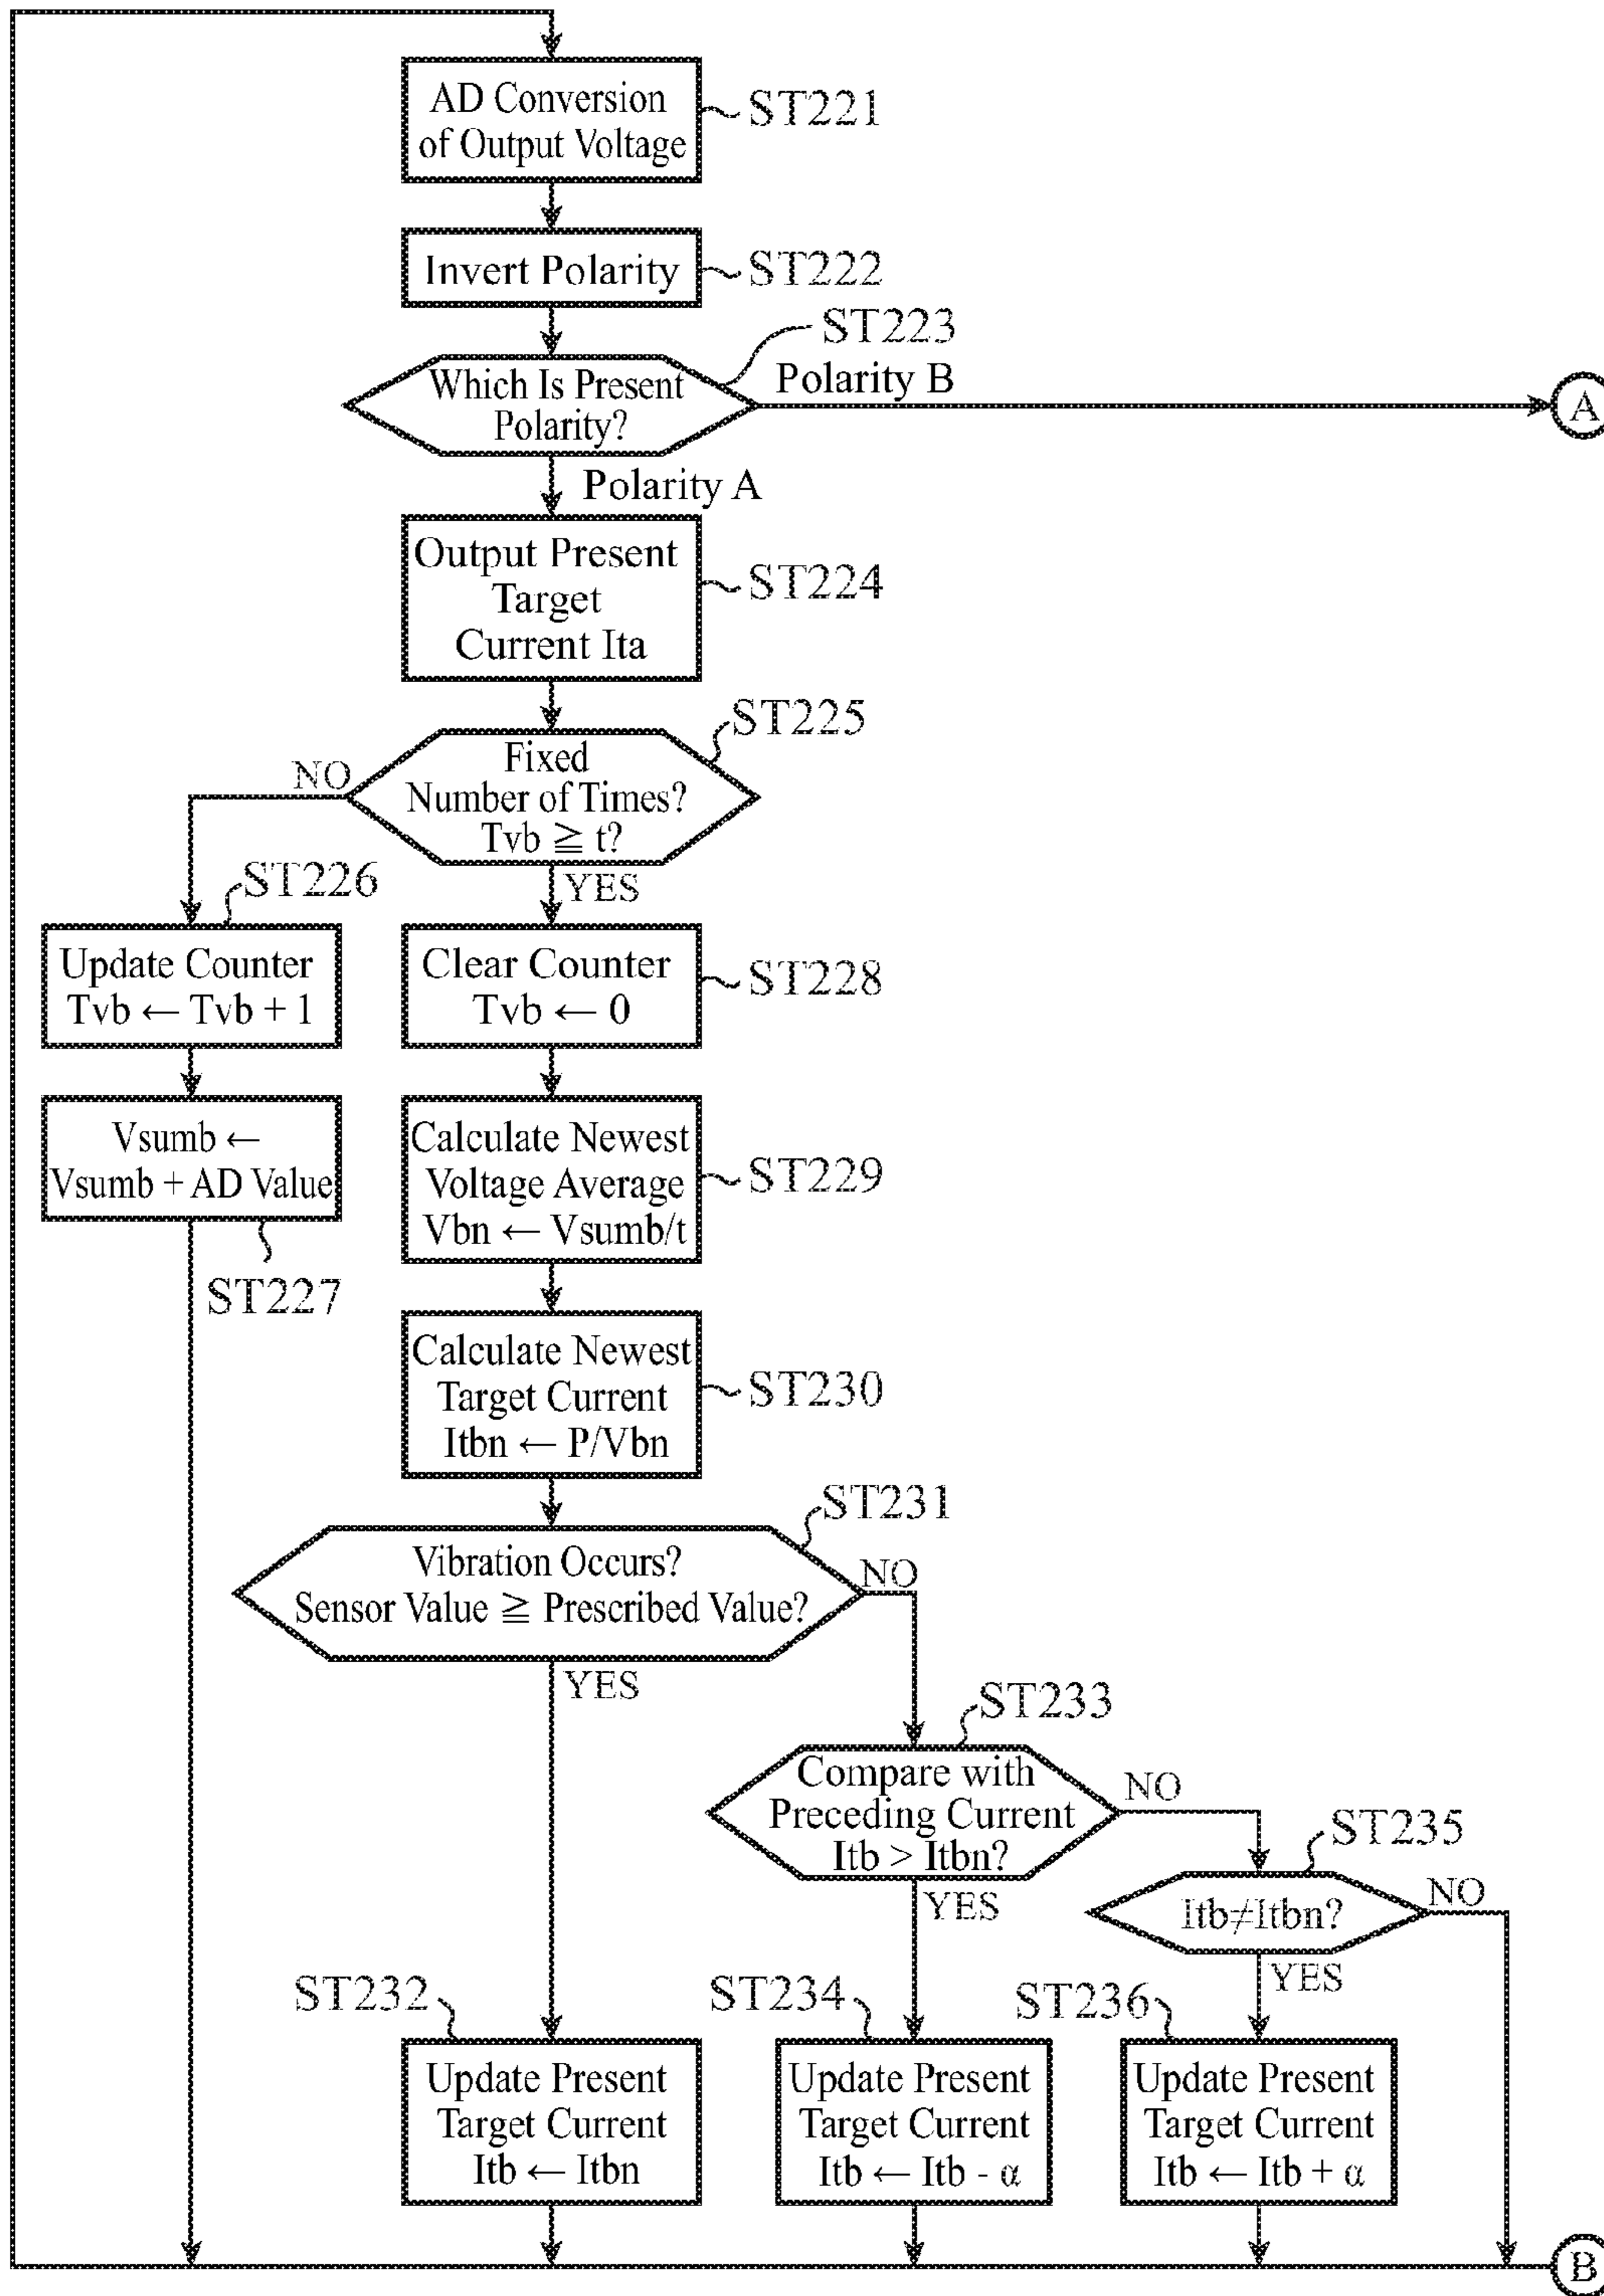 AD Conversion
of Output Voltage
ST221
Invert Polarity
ST222
ST223
Which Is Present
Polarity?
Polarity B
A
Polarity A
Output Present
Target
Current Ita
ST224
ST225
Fixed
Number of Times?
Tvb ≧ t?
NO
YES
ST226
Update Counter
Tvb ← Tvb + 1
Clear Counter
Tvb ← 0
ST228
Vsumb ←
Vsumb + AD Value
ST227
Calculate Newest
Voltage Average
Vbn ← Vsumb/t
ST229
Calculate Newest
Target Current
Itbn ← P/Vbn
ST230
ST231
Vibration Occurs?
Sensor Value ≧ Prescribed Value?
NO
YES
ST233
Compare with
Preceding Current
Itb > Itbn?
NO
YES
ST235
Itb≠Itbn?
NO
YES
ST232
Update Present
Target Current
Itb ← Itbn
ST234
Update Present
Target Current
Itb ← Itb - α
ST236
Update Present
Target Current
Itb ← Itb + α
B